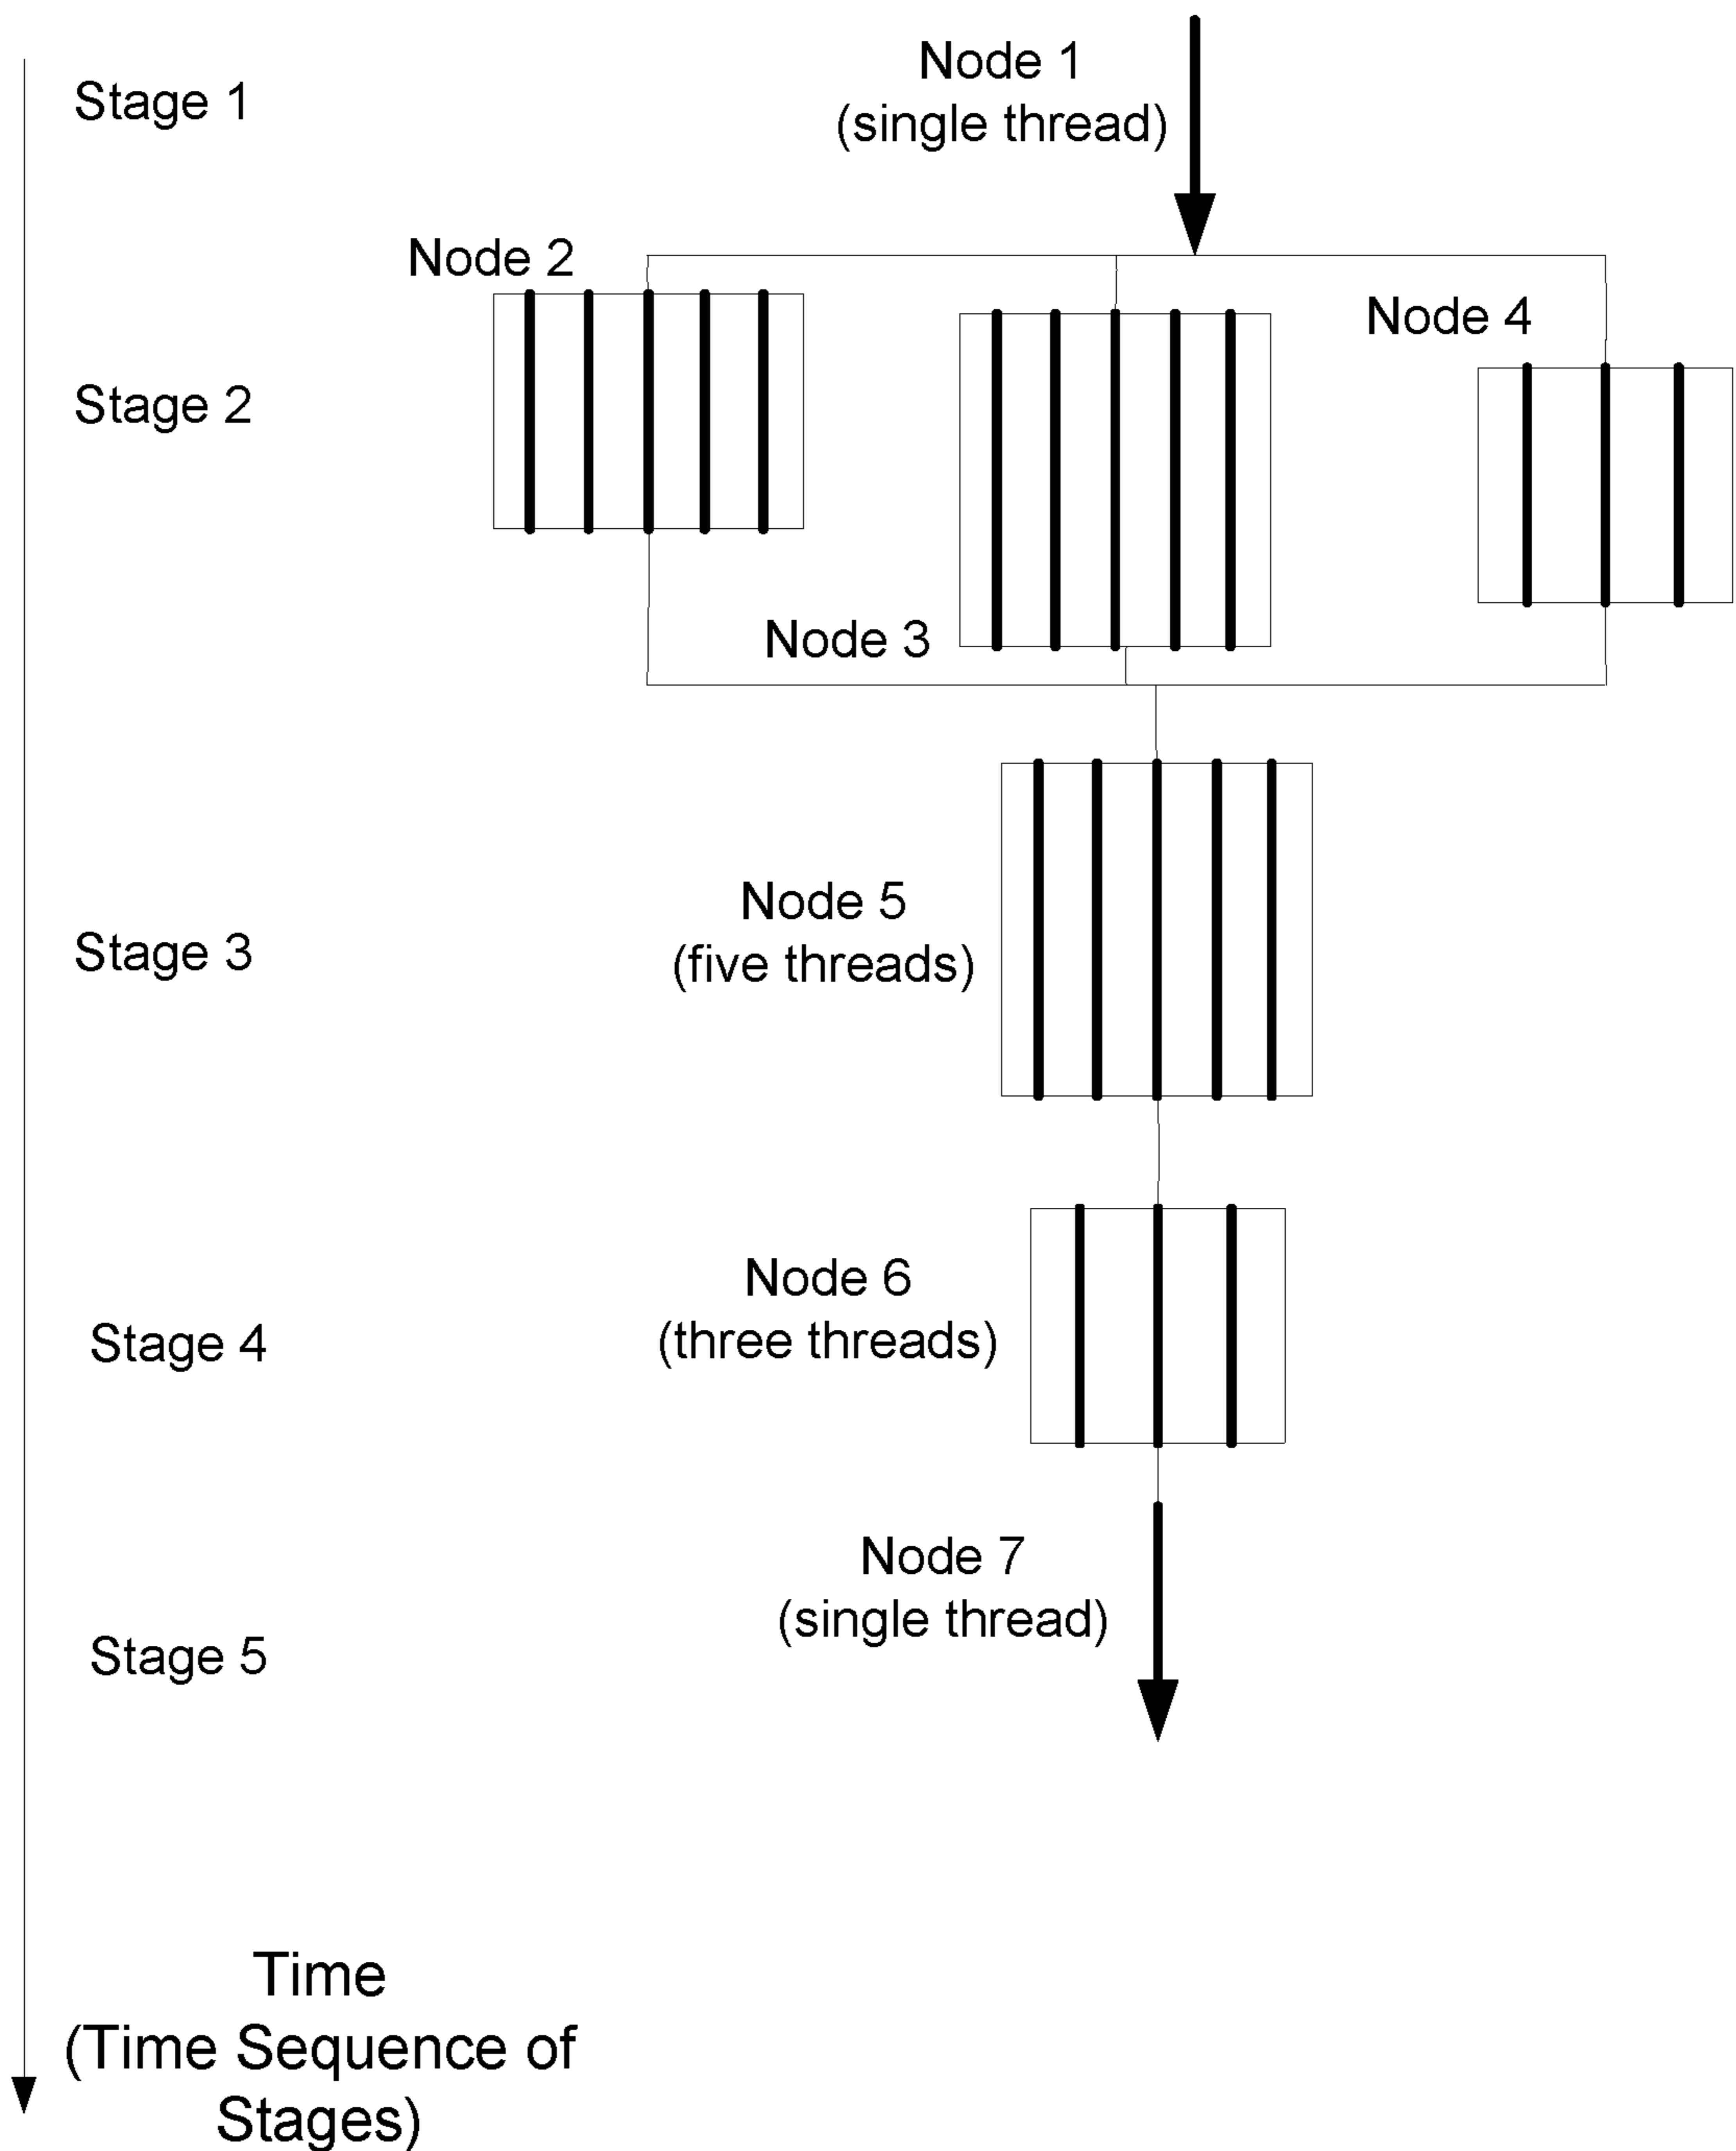 Node 1
(single thread)
Stage 1
Node 2
Node 4
Stage 2
Node 3
Node 5
(five threads)
Stage 3
Node 6
(three threads)
Stage 4
Node 7
(single thread)
Stage 5
Time
(Time Sequence of
Stages)